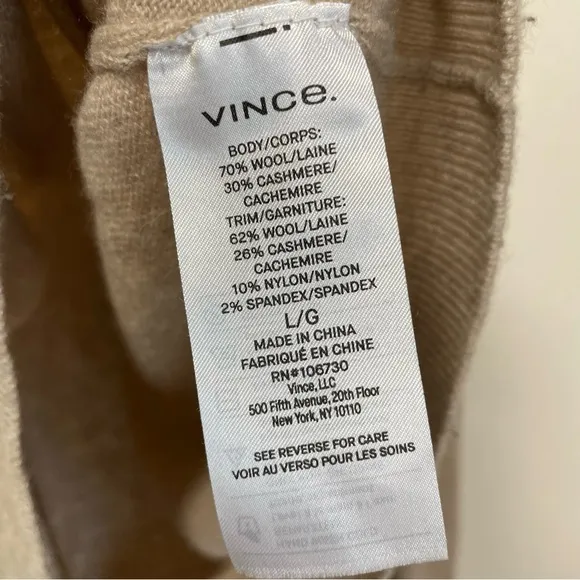 VINCE.
BODY/CORPS:
70% WOOL/LAINE
30% CASHMERE/
CACHEMIRE
TRIM/GARNITURE:
62% WOOL/LAINE
26% CASHMERE/
CACHEMIRE
10% NYLON/NYLON
2% SPANDEX/SPANDEX
L/G
MADE IN CHINA
FABRIQUÉ EN CHINE
RN#106730
Vince, LLC
500 Fifth Avenue, 20th Floor
New York, NY 10110
SEE REVERSE FOR CARE
VOIR AU VERSO POUR LES SOINS